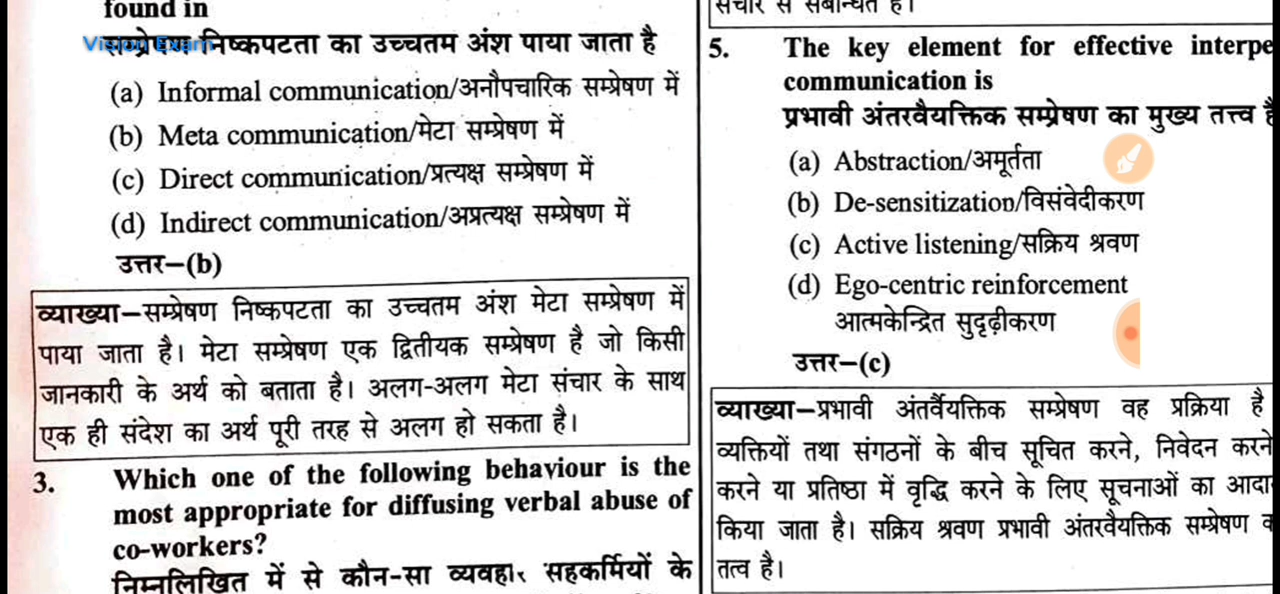 found in
सम्प्रेषण निष्कपटता का उच्चतम अंश पाया जाता है
Vision Exam
(a) Informal communication/अनौपचारिक सम्प्रेषण में
(b) Meta communication/मेटा सम्प्रेषण में
(c) Direct communication/प्रत्यक्ष सम्प्रेषण में
(d) Indirect communication/अप्रत्यक्ष सम्प्रेषण में
उत्तर–(b)
व्याख्या–सम्प्रेषण निष्कपटता का उच्चतम अंश मेटा सम्प्रेषण में
पाया जाता है। मेटा सम्प्रेषण एक द्वितीयक सम्प्रेषण है जो किसी
जानकारी के अर्थ को बताता है। अलग-अलग मेटा संचार के साथ
एक ही संदेश का अर्थ पूरी तरह से अलग हो सकता है।
3. Which one of the following behaviour is the
most appropriate for diffusing verbal abuse of
co-workers?
निम्नलिखित में से कौन-सा व्यवहार सहकर्मियों के
संचार से संबन्धित है।
5. The key element for effective interpe
communication is
प्रभावी अंतरवैयक्तिक सम्प्रेषण का मुख्य तत्त्व है
(a) Abstraction/अमूर्तता
(b) De-sensitization/विसंवेदीकरण
(c) Active listening/सक्रिय श्रवण
(d) Ego-centric reinforcement
आत्मकेन्द्रित सुदृढ़ीकरण
उत्तर–(c)
व्याख्या–प्रभावी अंतर्वैयक्तिक सम्प्रेषण वह प्रक्रिया है
व्यक्तियों तथा संगठनों के बीच सूचित करने, निवेदन करने
करने या प्रतिष्ठा में वृद्धि करने के लिए सूचनाओं का आदा
किया जाता है। सक्रिय श्रवण प्रभावी अंतरवैयक्तिक सम्प्रेषण
तत्व है।